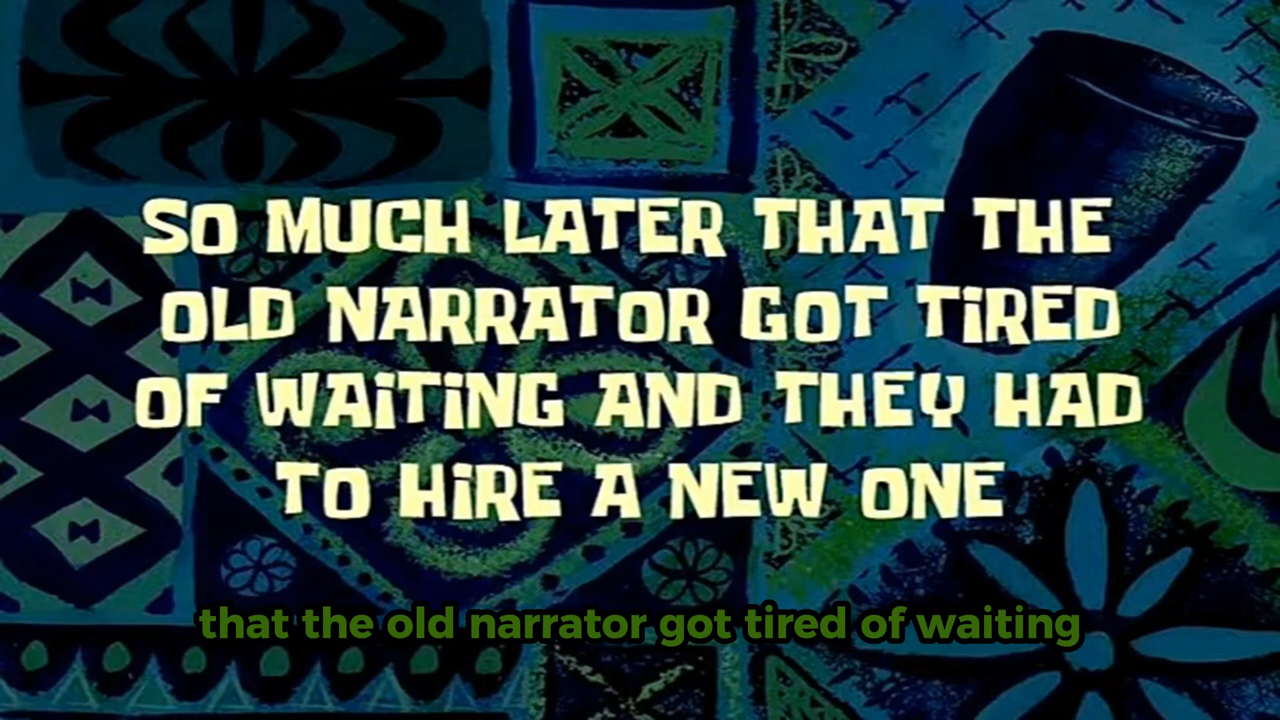 SO MUCH LATER THAT THE
OLD NARRATOR GOT TiRED
OF WAiTiNG AND THEY HAD
TO HiRE A NEW ONE
that the old narrator got tired of waiting